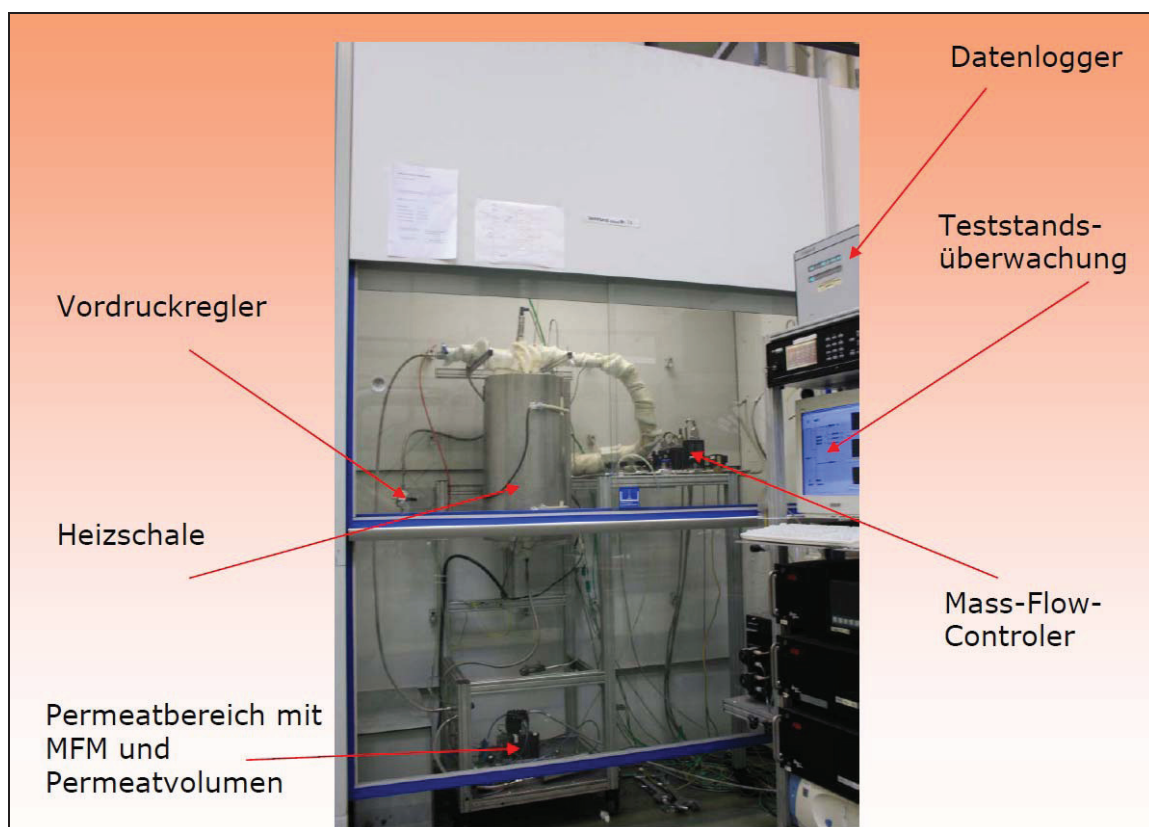 Datenlogger
Teststands-
überwachung
Vordruckregler
Heizschale
Mass-Flow-
Controler
Permeatbereich mit
MFM und
Permeatvolumen